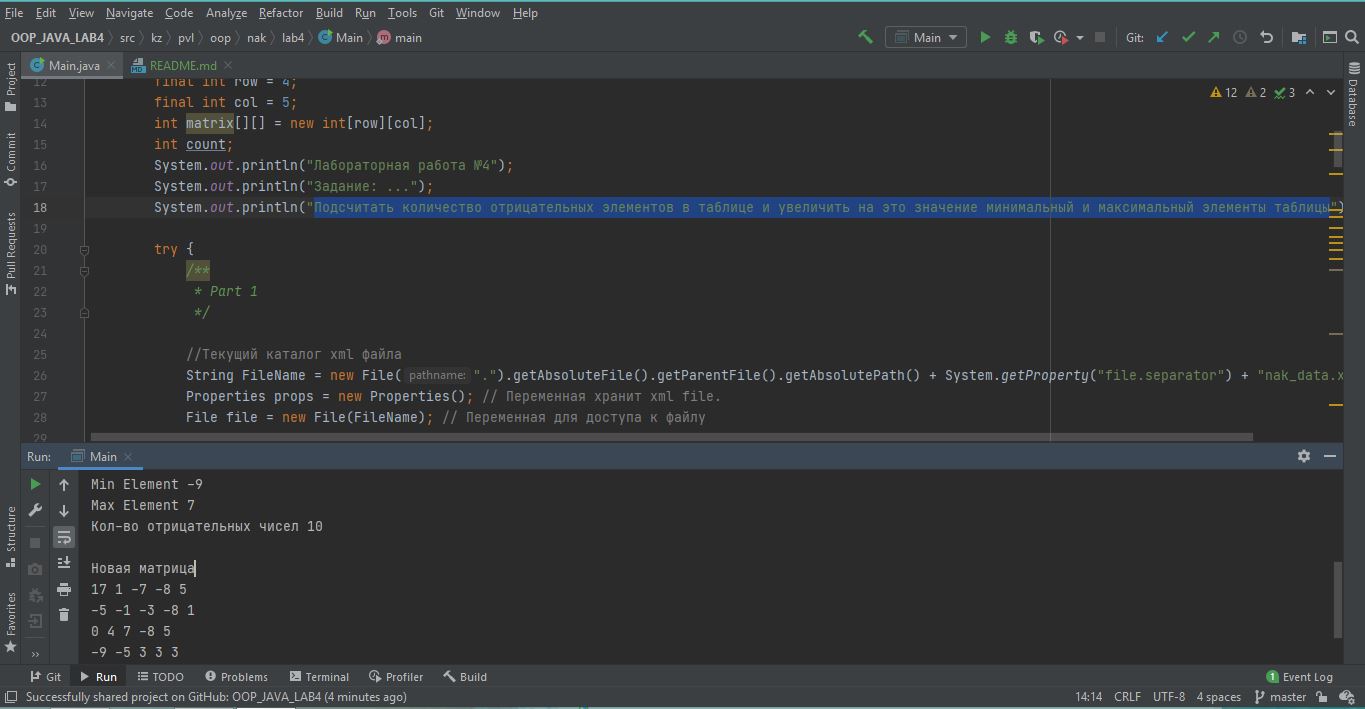 File Edit View Navigate Code Analyze Refactor Build Run Tools Git Window Help
OOP_JAVA_LAB4 src kz pvl oop nak lab4 Main main
Main Git:
Main.java README.md
Project
Commit
Pull Requests
Structure
Favorites
Database
12 2 3
12 final int row = 4;
13 final int col = 5;
14 int matrix[][] = new int[row][col];
15 int count;
16 System.out.println("Лабораторная работа №4");
17 System.out.println("Задание: ...");
18 System.out.println("Подсчитать количество отрицательных элементов в таблице и увеличить на это значение минимальный и максимальный элементы таблицы")
19
20 try {
21 /**
22 * Part 1
23 */
24
25 //Текущий каталог xml файла
26 String FileName = new File( pathname: ".").getAbsoluteFile().getParentFile().getAbsolutePath() + System.getProperty("file.separator") + "nak_data.x
27 Properties props = new Properties(); // Переменная хранит xml file.
28 File file = new File(FileName); // Переменная для доступа к файлу
29
Run: Main
Min Element -9
Max Element 7
Кол-во отрицательных чисел 10
Новая матрица
17 1 -7 -8 5
-5 -1 -3 -8 1
0 4 7 -8 5
-9 -5 3 3 3
Git Run TODO Problems Terminal Profiler Build 1 Event Log
Successfully shared project on GitHub: OOP_JAVA_LAB4 (4 minutes ago) 14:14 CRLF UTF-8 4 spaces master